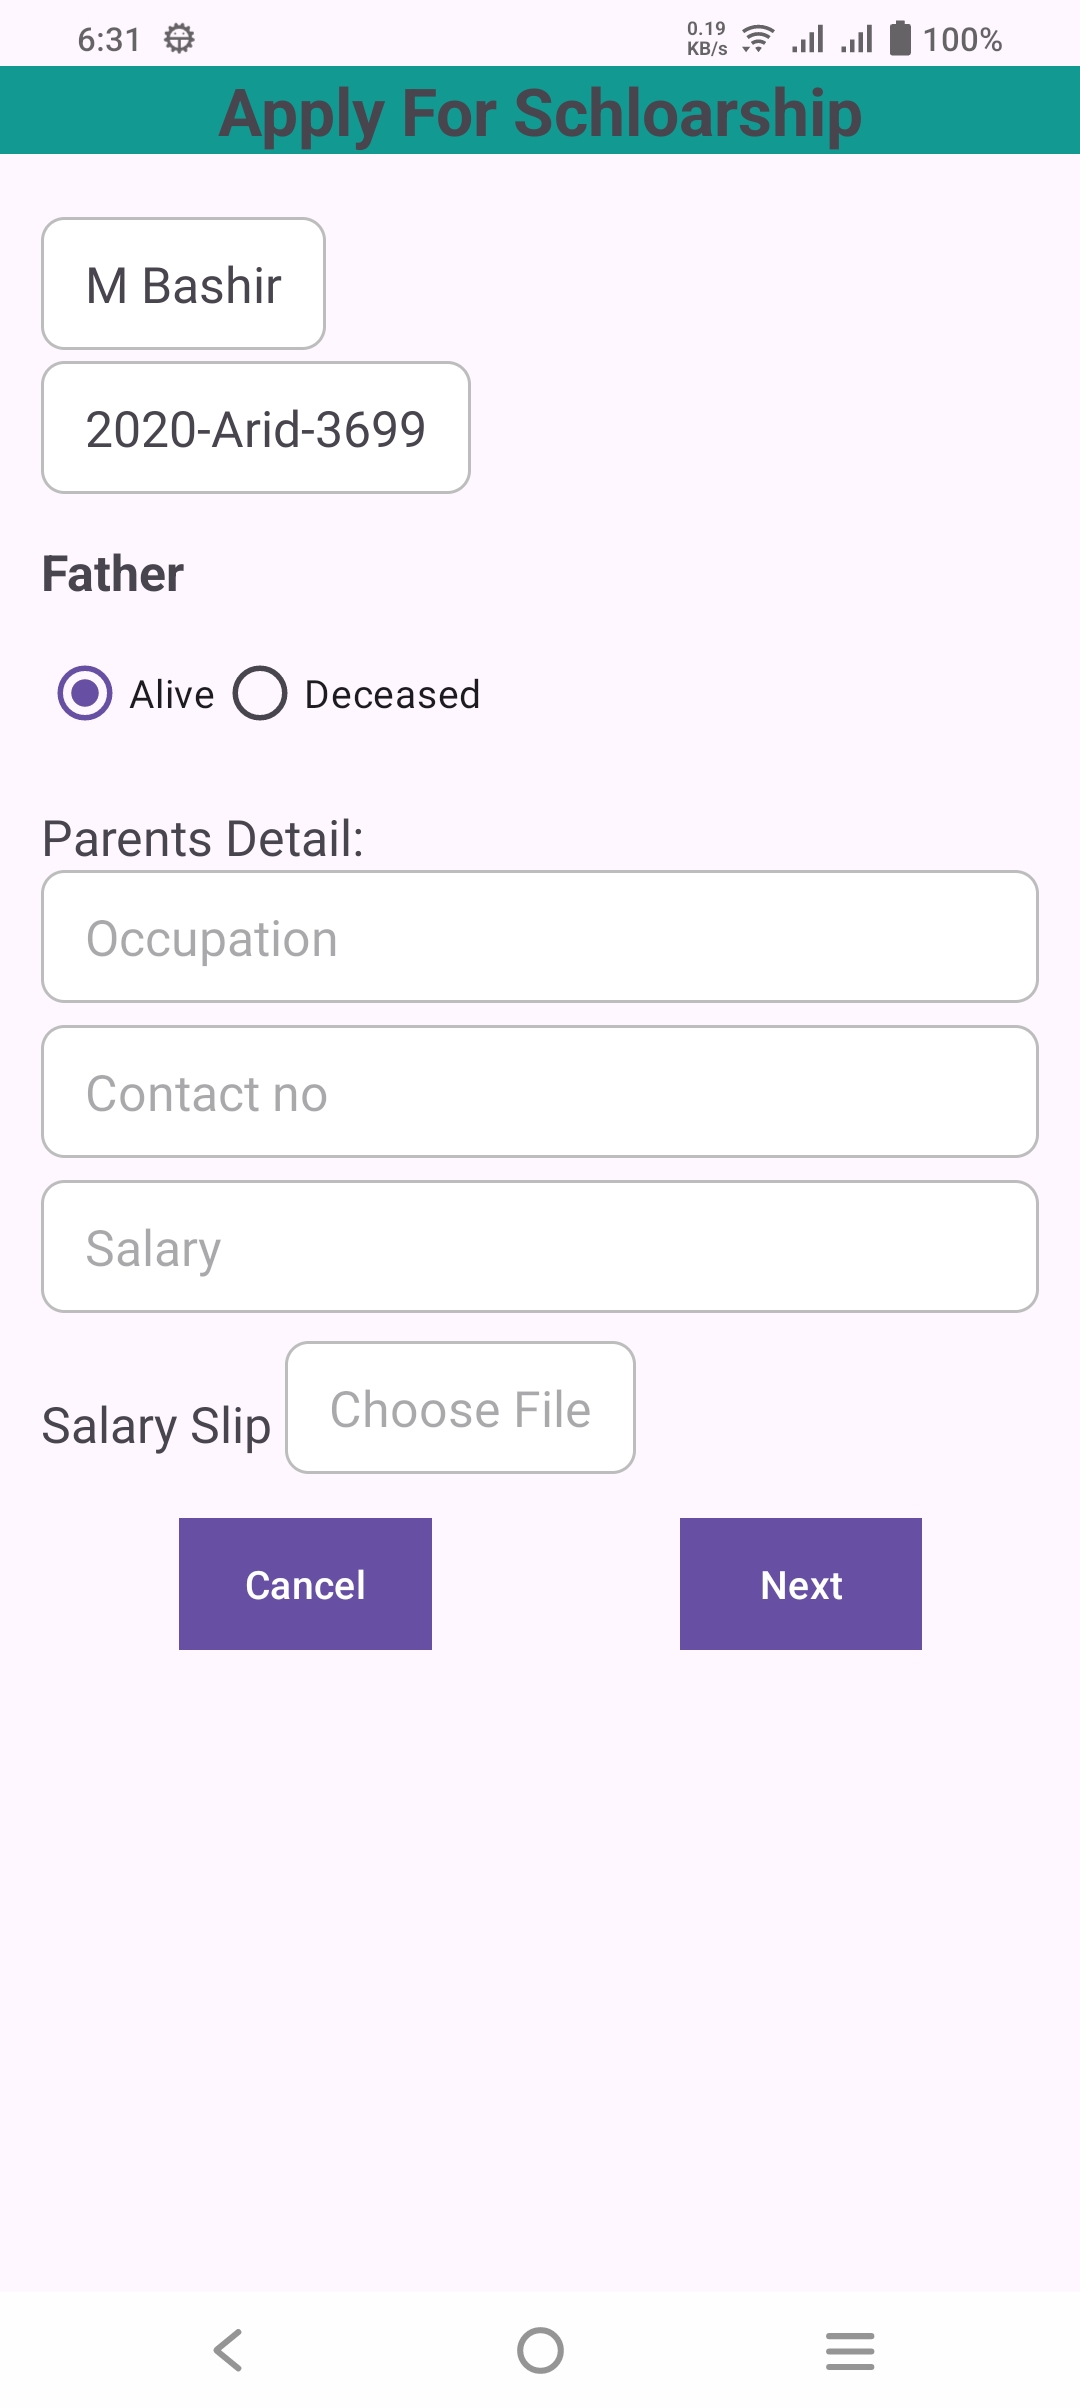 6:31 0.19 KB/s 100%
Apply For Schloarship
M Bashir
2020-Arid-3699
Father
Alive Deceased
Parents Detail:
Occupation
Contact no
Salary
Salary Slip Choose File
Cancel Next